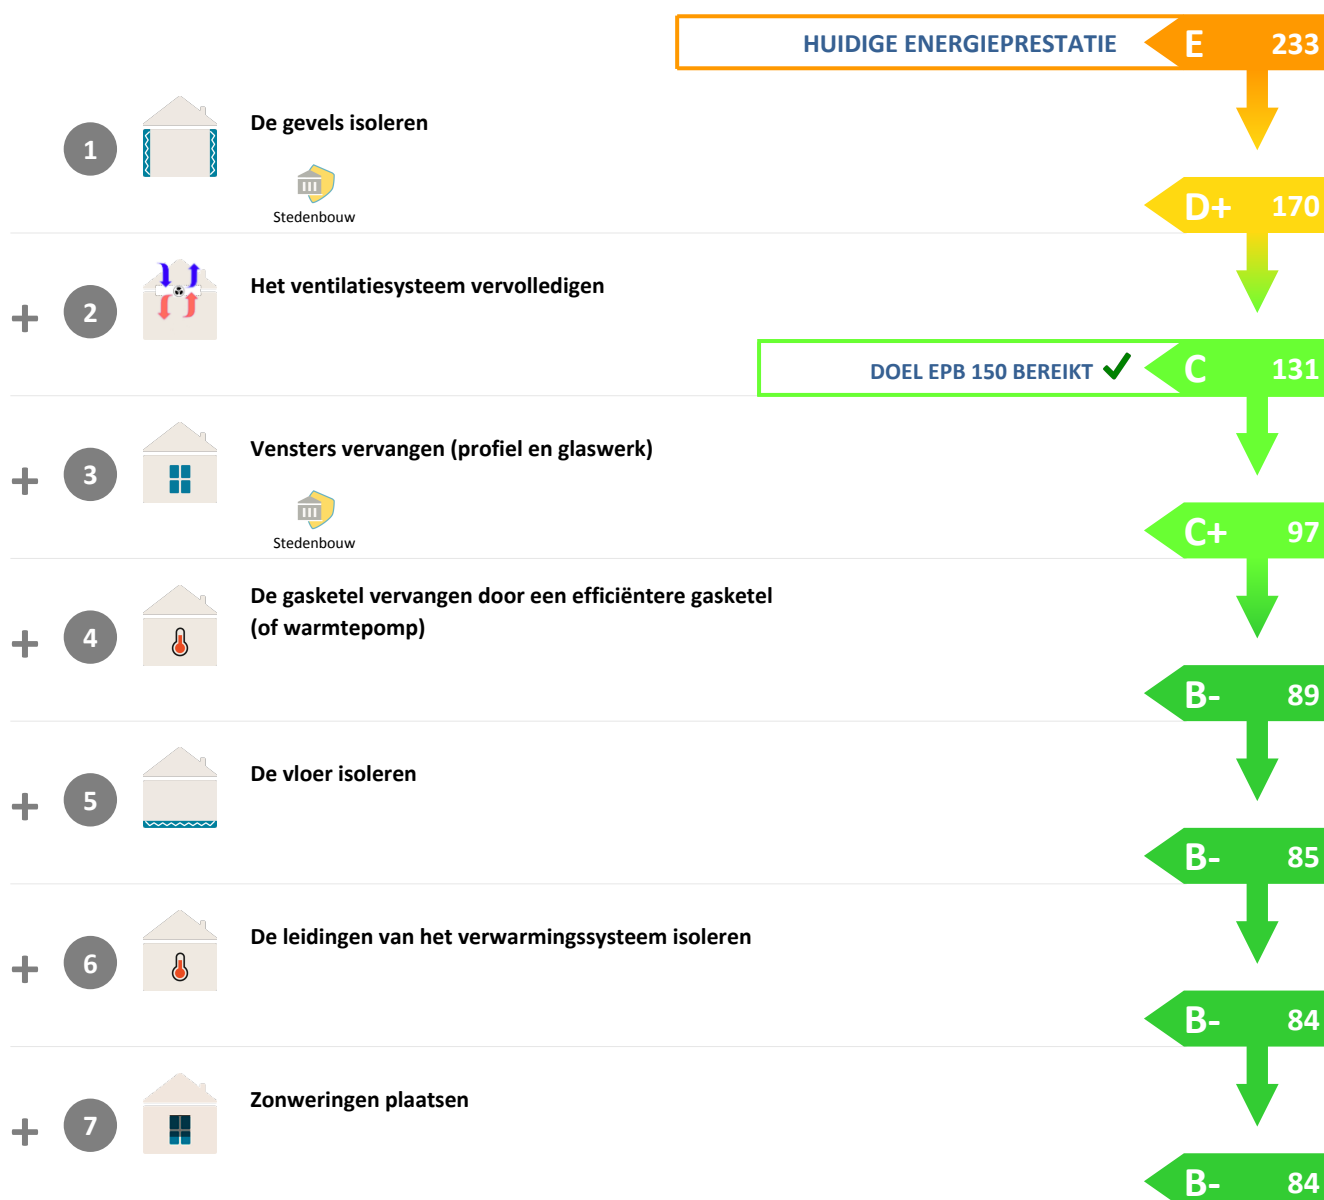 HUIDIGE ENERGIEPRESTATIE E 233
1 De gevels isoleren
Stedenbouw
D+ 170
+ 2 Het ventilatiesysteem vervolledigen
DOEL EPB 150 BEREIKT ✓ C 131
+ 3 Vensters vervangen (profiel en glaswerk)
Stedenbouw
C+ 97
+ 4 De gasketel vervangen door een efficiëntere gasketel
(of warmtepomp)
B- 89
+ 5 De vloer isoleren
B- 85
+ 6 De leidingen van het verwarmingssysteem isoleren
B- 84
+ 7 Zonweringen plaatsen
B- 84